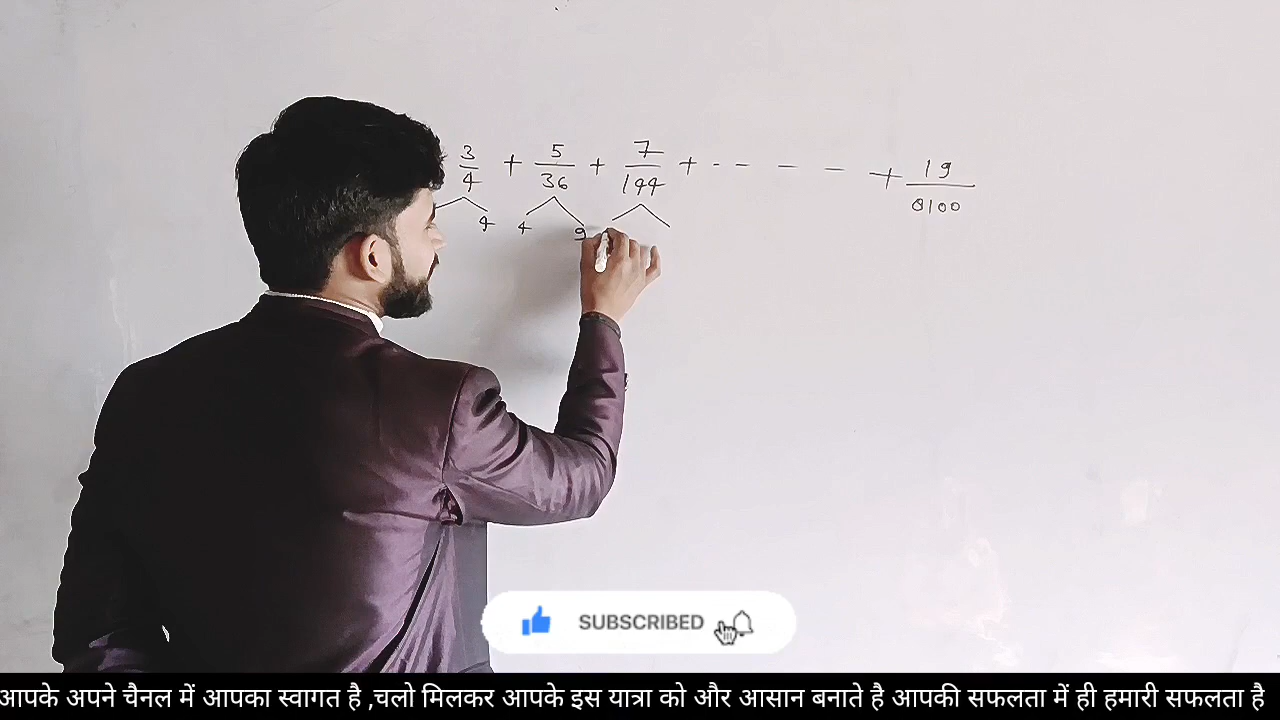 3/4 + 5/36 + 7/144 + -- - - - + 19/8100
4 4 9
SUBSCRIBED
आपके अपने चैनल में आपका स्वागत है ,चलो मिलकर आपके इस यात्रा को और आसान बनाते है आपकी सफलता में ही हमारी सफलता है